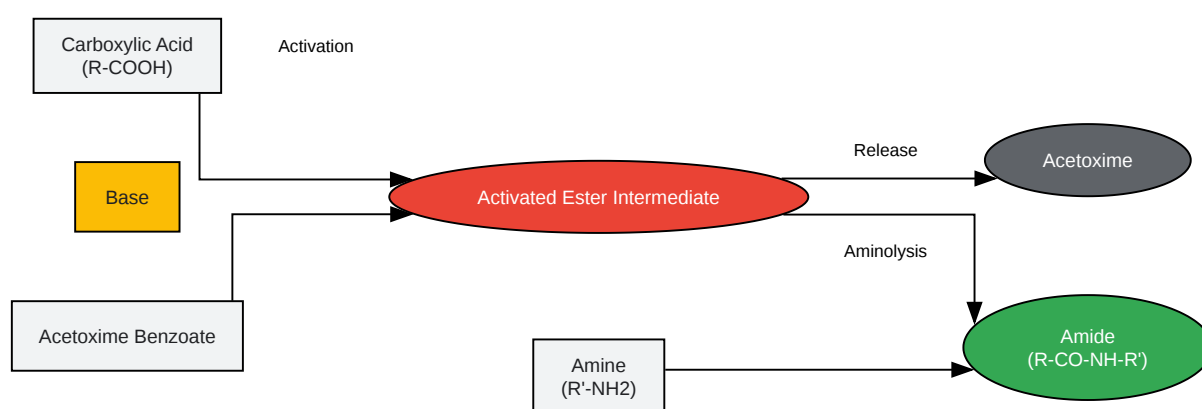 Carboxylic Acid
(R-COOH)
Activation
Base
Acetoxime Benzoate
Activated Ester Intermediate
Release
Acetoxime
Aminolysis
Amine
(R'-NH2)
Amide
(R-CO-NH-R')